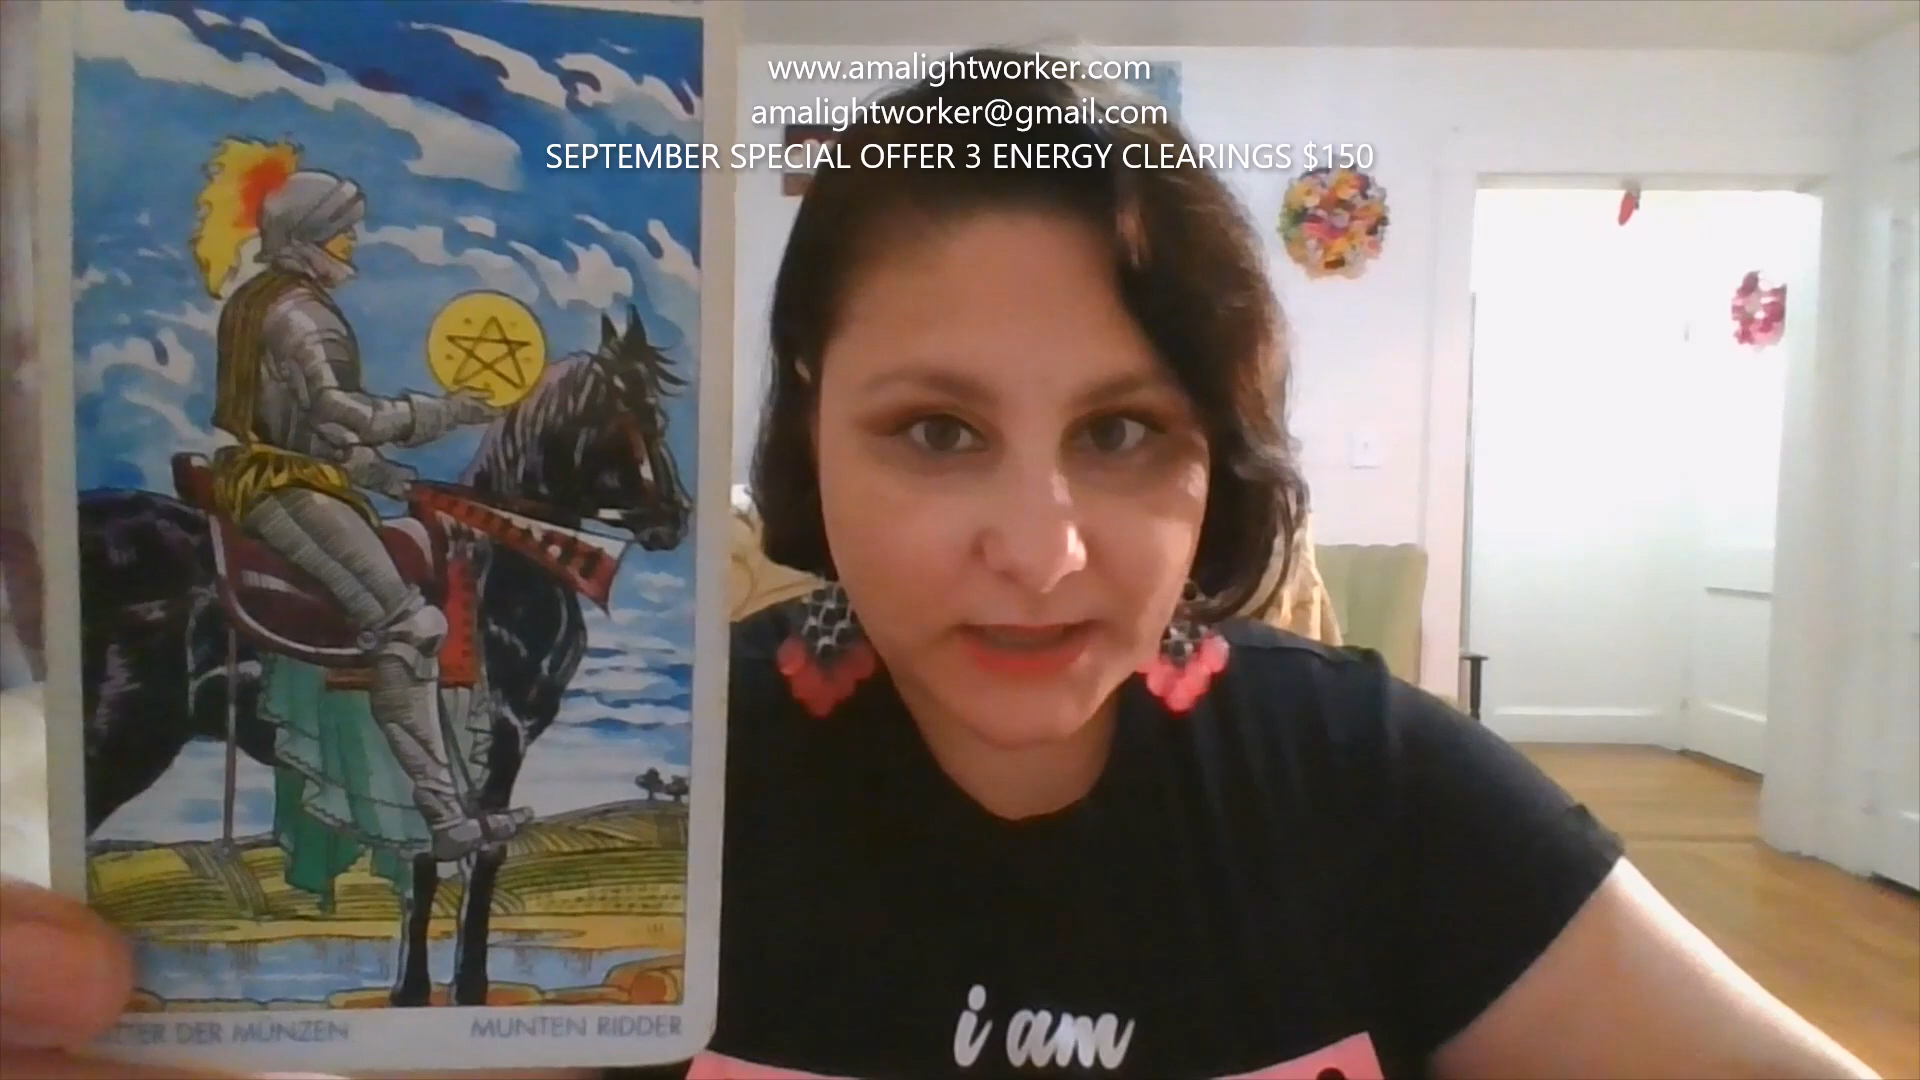 www.amalightworker.com
amalightworker@gmail.com
SEPTEMBER SPECIAL OFFER 3 ENERGY CLEARINGS $150
DER MÜNZEN
MUNTEN RIDDER
i am